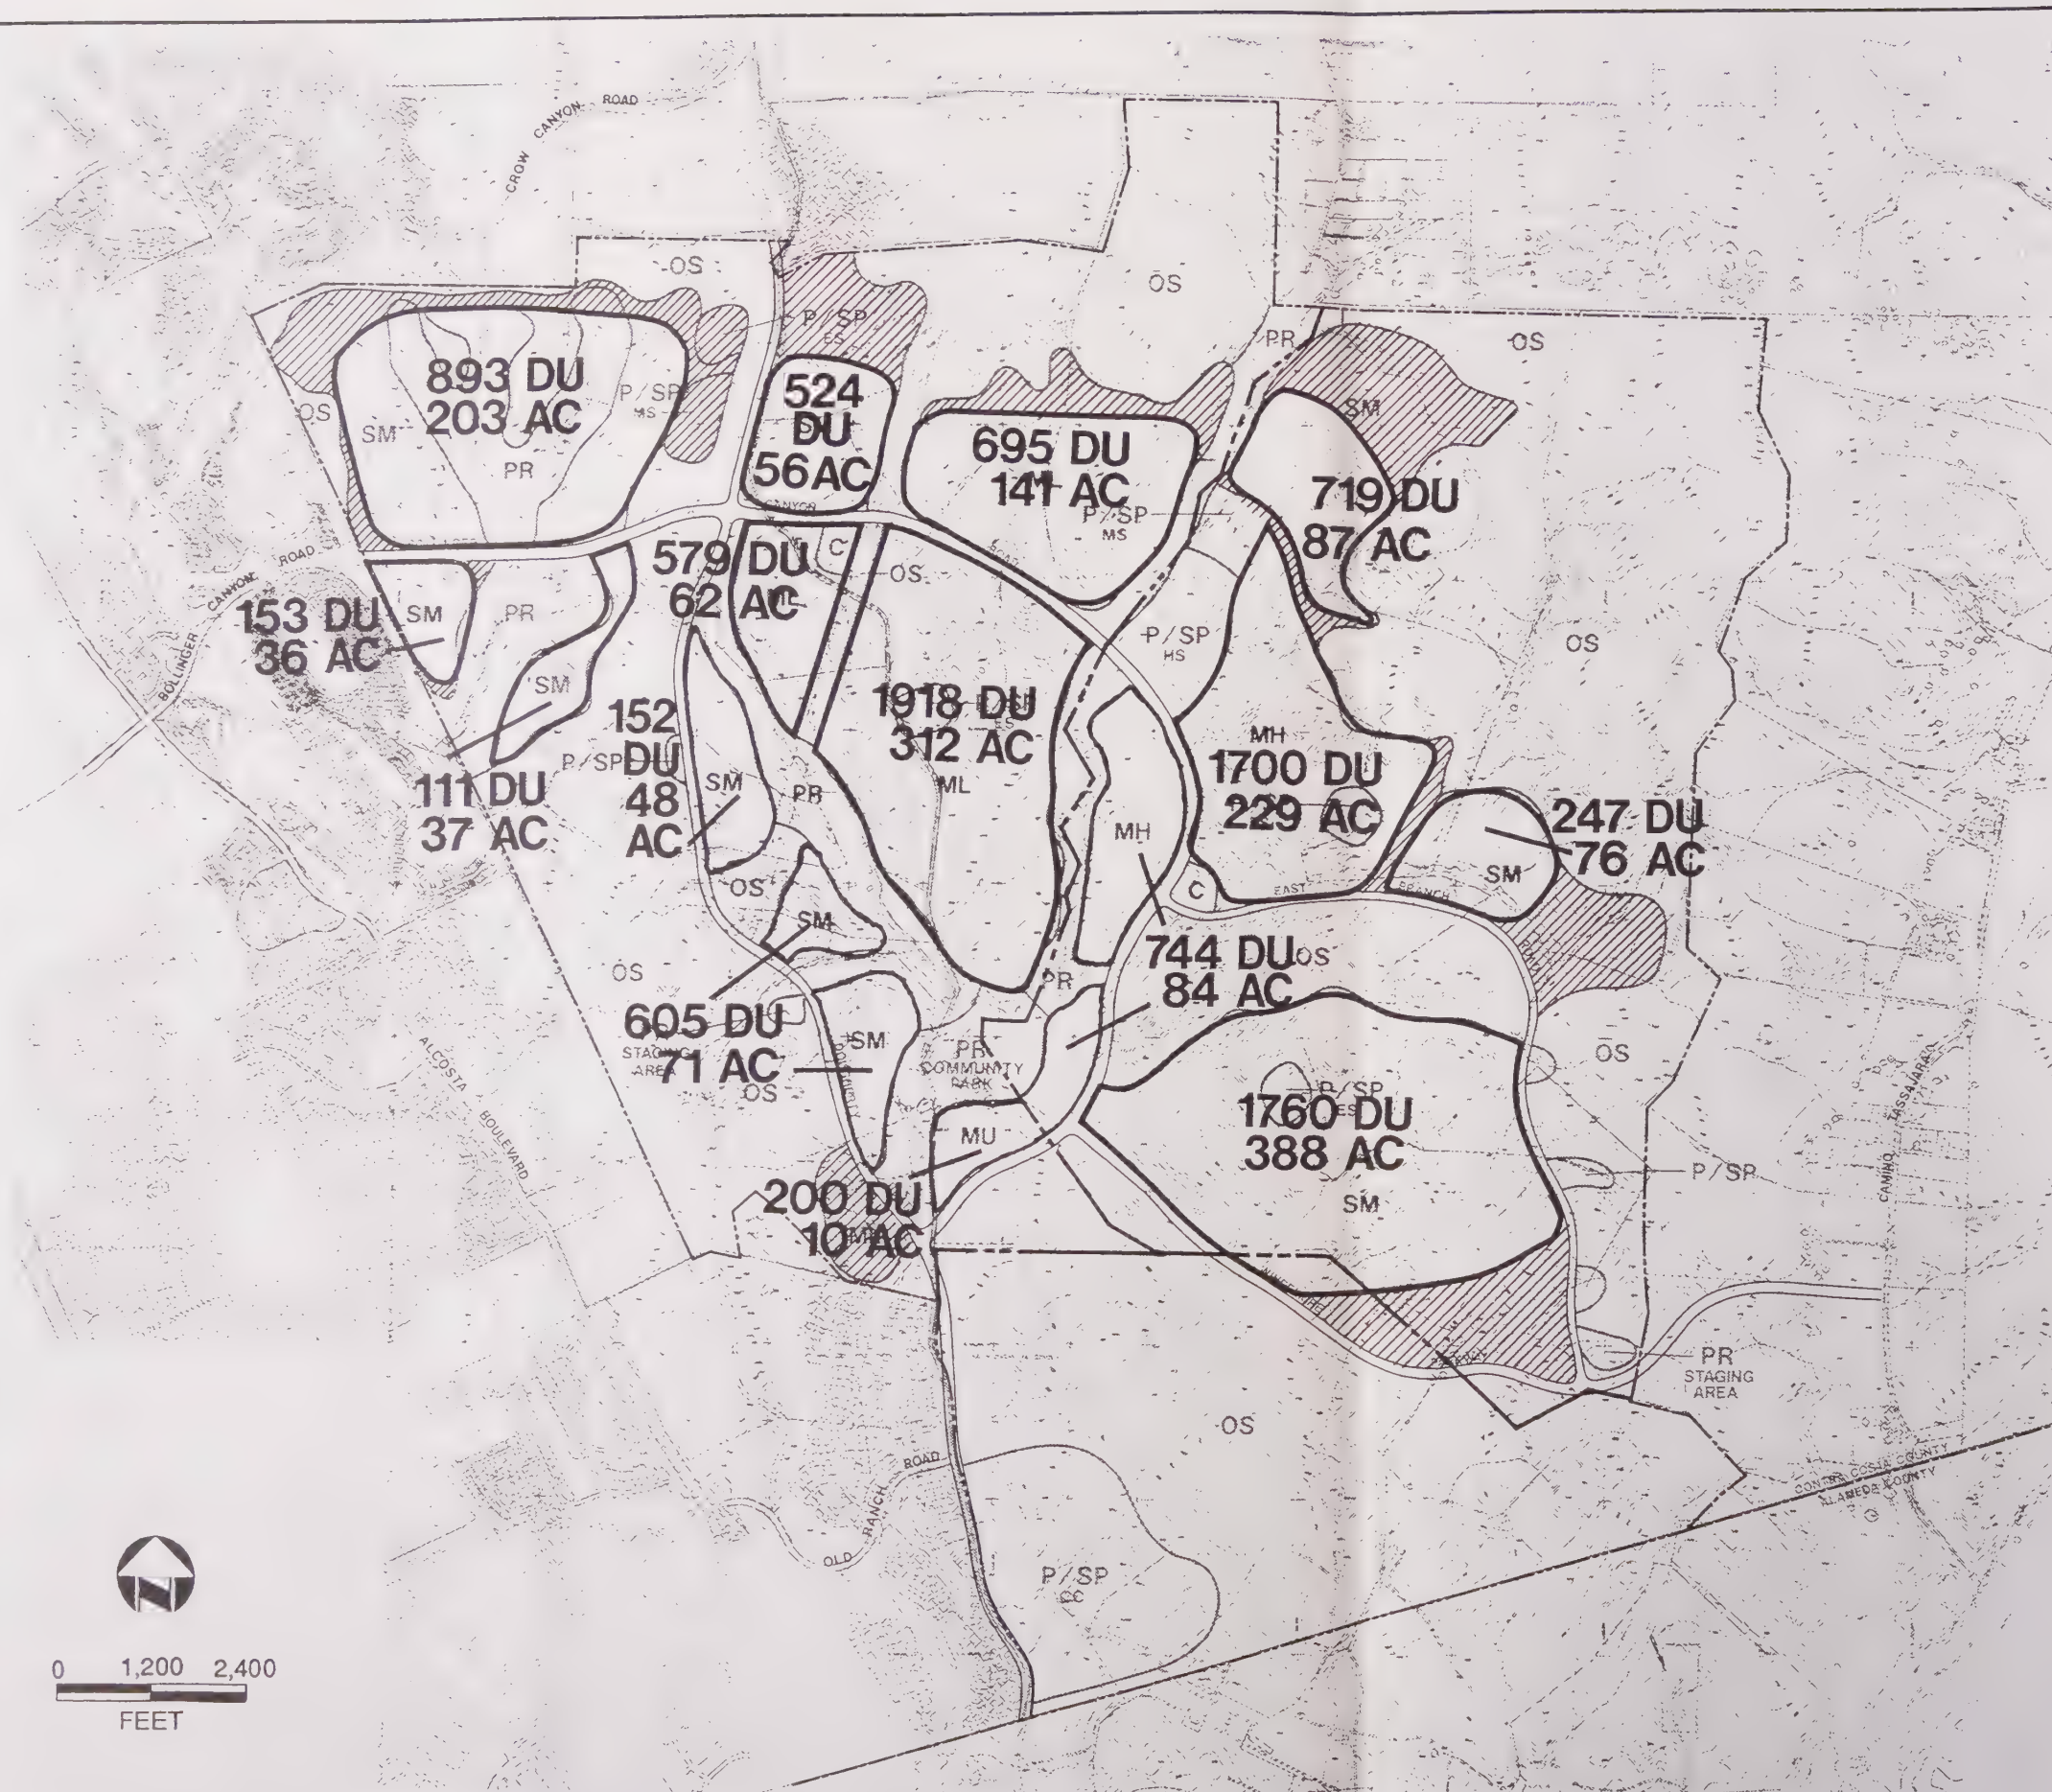 CROW CANYON ROAD
OS
OS
P/SP
ES
PR
OS
893 DU
203 AC
P/SP
MS
OS
SM
PR
524
DU
56 AC
695 DU
141 AC
P/SP
MS
SM
719 DU
87 AC
BOLLINGER CANYON ROAD
579 DU
62 AC
C
OS
153 DU
36 AC
SM
PR
SM
P/SP
HS
OS
152
DU
48
AC
P/SP
SM
PR
1918 DU
312 AC
ML
111 DU
37 AC
MH
MH
1700 DU
229 AC
247 DU
76 AC
SM
C
EAST BRANCH
OS
SM
OS
744 DU
84 AC
OS
PR
605 DU
71 AC
STAGING
AREA
OS
SM
PR
COMMUNITY
PARK
OS
P/SP
ES
1760 DU
388 AC
SM
P/SP
MU
200 DU
10 AC
ALCOSTA BOULEVARD
CAMINO TASSAJARA
PR
STAGING
AREA
OS
OLD RANCH ROAD
CONTRA COSTA COUNTY
ALAMEDA COUNTY
P/SP
CC
N
0 1,200 2,400
FEET